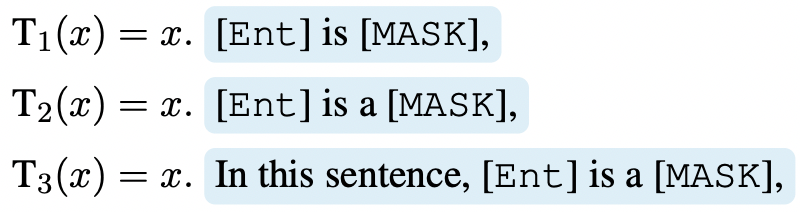 T₁(x) = x. [Ent] is [MASK],
T₂(x) = x. [Ent] is a [MASK],
T₃(x) = x. In this sentence, [Ent] is a [MASK],